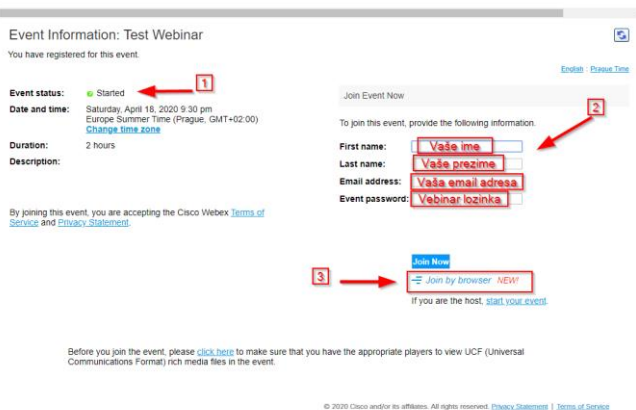 Event Information: Test Webinar
You have registered for this event.
English : Prague Time
Event status: Started
1
Date and time: Saturday, April 18, 2020 9:30 pm
Europe Summer Time (Prague, GMT+02:00)
Change time zone
Duration: 2 hours
Description:
By joining this event, you are accepting the Cisco Webex Terms of
Service and Privacy Statement.
Join Event Now
2
To join this event, provide the following information.
First name: Vaše ime
Last name: Vaše prezime
Email address: Vaša email adresa
Event password: Vebinar lozinka
Join Now
3
Join by browser NEW!
If you are the host, start your event.
Before you join the event, please click here to make sure that you have the appropriate players to view UCF (Universal
Communications Format) rich media files in the event.
© 2020 Cisco and/or its affiliates. All rights reserved. Privacy Statement | Terms of Service